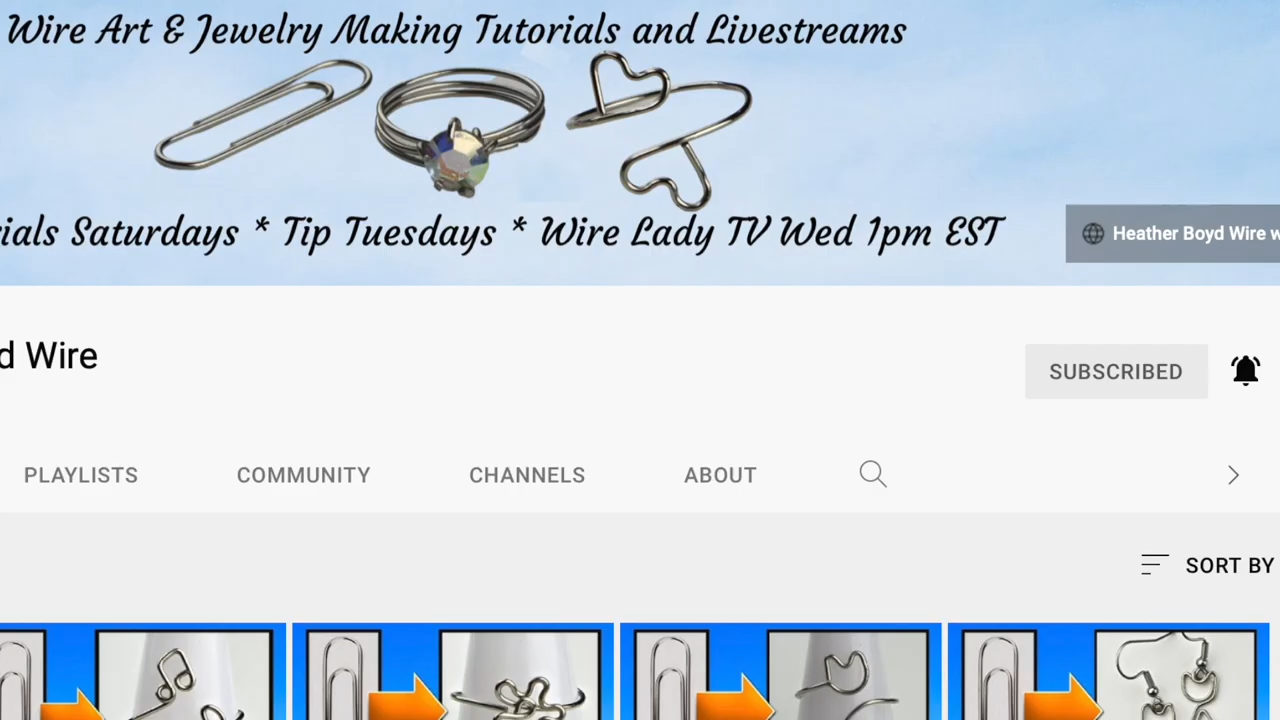 Wire Art & Jewelry Making Tutorials and Livestreams
Saturdays * Tip Tuesdays * Wire Lady TV Wed 1pm EST
Heather Boyd Wire
Wire
SUBSCRIBED
PLAYLISTS COMMUNITY CHANNELS ABOUT
SORT BY